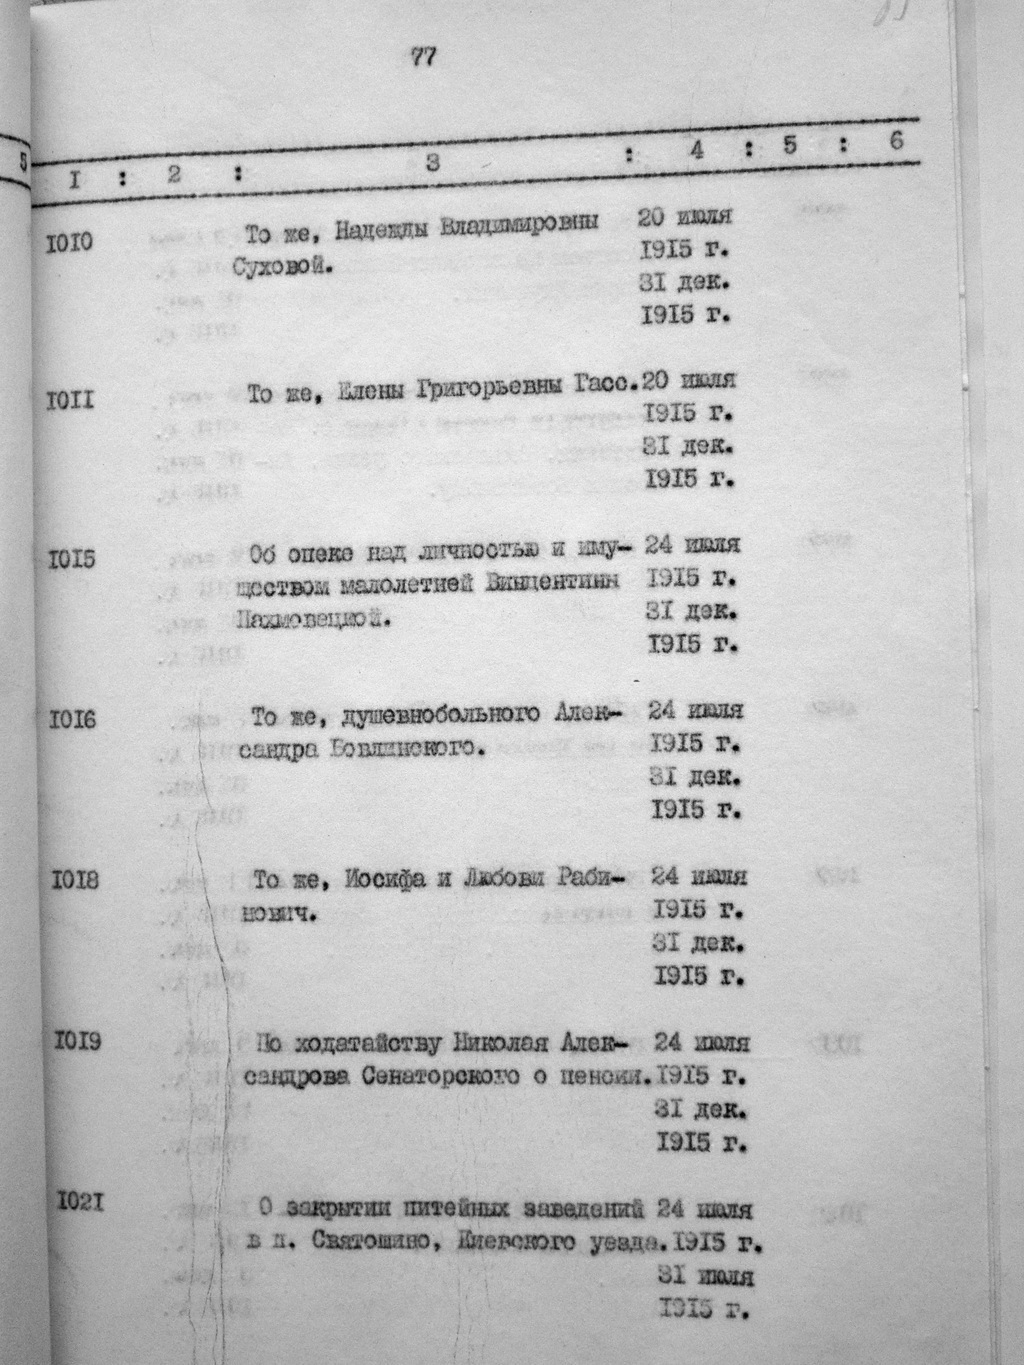 77
5
I : 2 : 3 : 4 : 5 : 6
I0I0 То же, Надежды Владимировны 20 июля
Суховой. I9I5 г.
3I дек.
I9I5 г.
I0II То же, Елены Григорьевны Гасс. 20 июля
I9I5 г.
3I дек.
I9I5 г.
I0I5 Об опеке над личностью и иму- 24 июля
ществом малолетней Винцентины I9I5 г.
Пахмовецкой. 3I дек.
I9I5 г.
I0I6 То же, душевнобольного Алек- 24 июля
сандра Бовлинского. I9I5 г.
3I дек.
I9I5 г.
I0I8 То же, Иосифа и Любови Раби- 24 июля
нович. I9I5 г.
3I дек.
I9I5 г.
I0I9 По ходатайству Николая Алек- 24 июля
сандрова Сенаторского о пенсии. I9I5 г.
3I дек.
I9I5 г.
I02I О закрытии питейных заведений 24 июля
в п. Святошино, Киевского уезда. I9I5 г.
3I июля
I9I5 г.